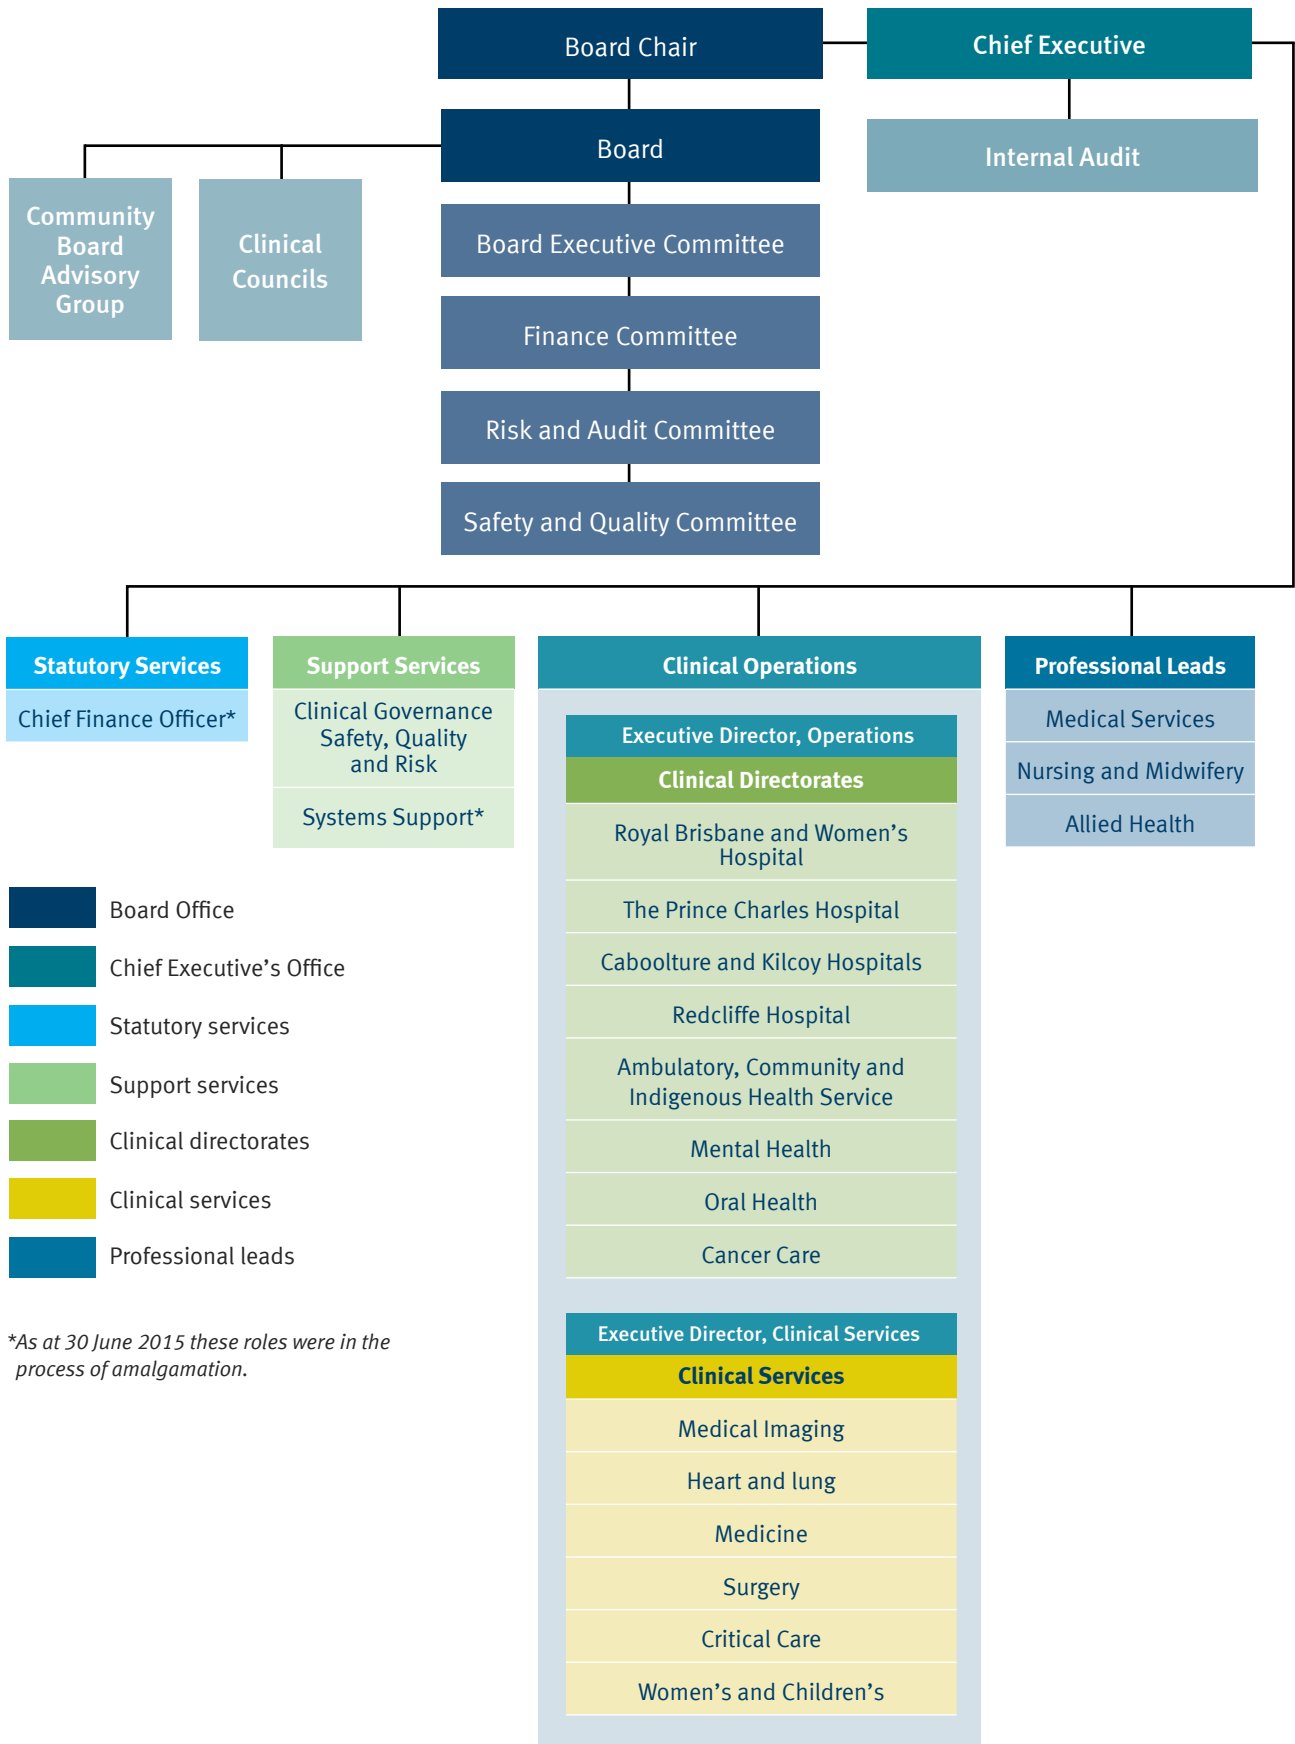 Board Chair
Chief Executive
Board
Internal Audit
Community
Board
Advisory
Group
Clinical
Councils
Board Executive Committee
Finance Committee
Risk and Audit Committee
Safety and Quality Committee
Statutory Services
Chief Finance Officer*
Support Services
Clinical Governance
Safety, Quality
and Risk
Systems Support*
Clinical Operations
Executive Director, Operations
Clinical Directorates
Royal Brisbane and Women’s
Hospital
The Prince Charles Hospital
Caboolture and Kilcoy Hospitals
Redcliffe Hospital
Ambulatory, Community and
Indigenous Health Service
Mental Health
Oral Health
Cancer Care
Executive Director, Clinical Services
Clinical Services
Medical Imaging
Heart and lung
Medicine
Surgery
Critical Care
Women’s and Children’s
Professional Leads
Medical Services
Nursing and Midwifery
Allied Health
Board Office
Chief Executive’s Office
Statutory services
Support services
Clinical directorates
Clinical services
Professional leads
*As at 30 June 2015 these roles were in the
process of amalgamation.